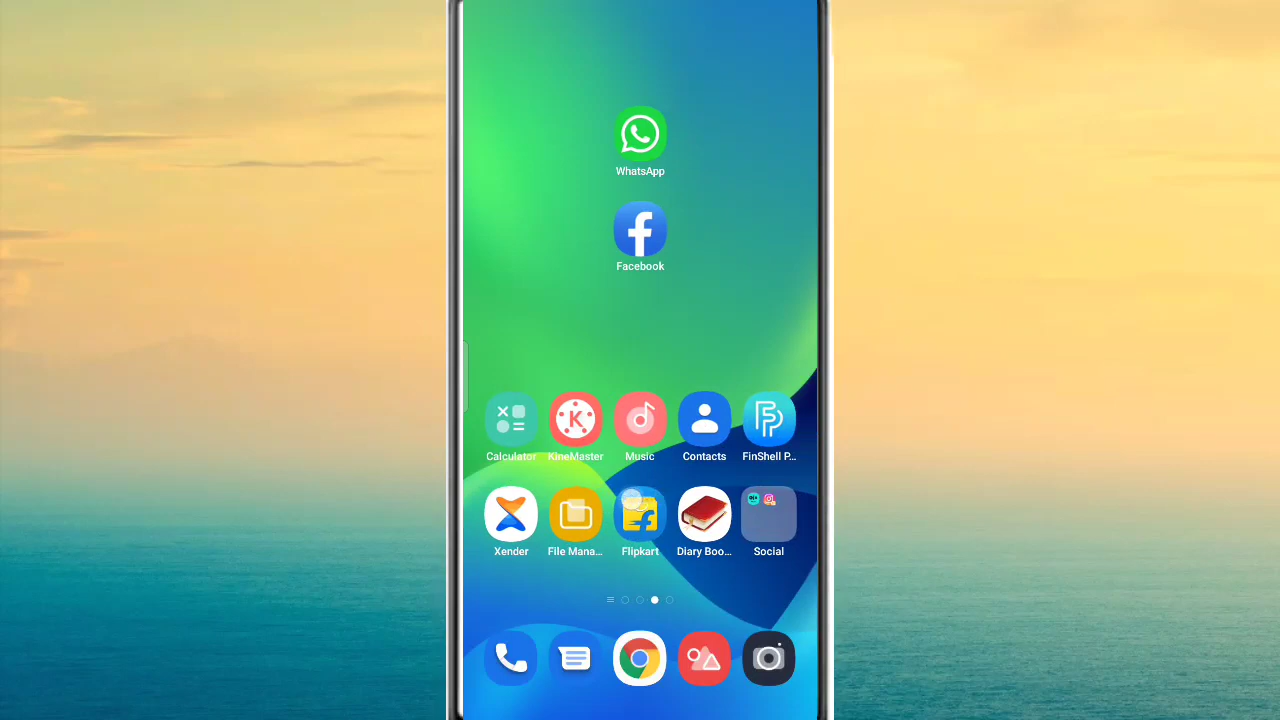 WhatsApp
Facebook
Calculator KineMaster Music Contacts FinShell P...
Xender File Mana... Flipkart Diary Boo... Social